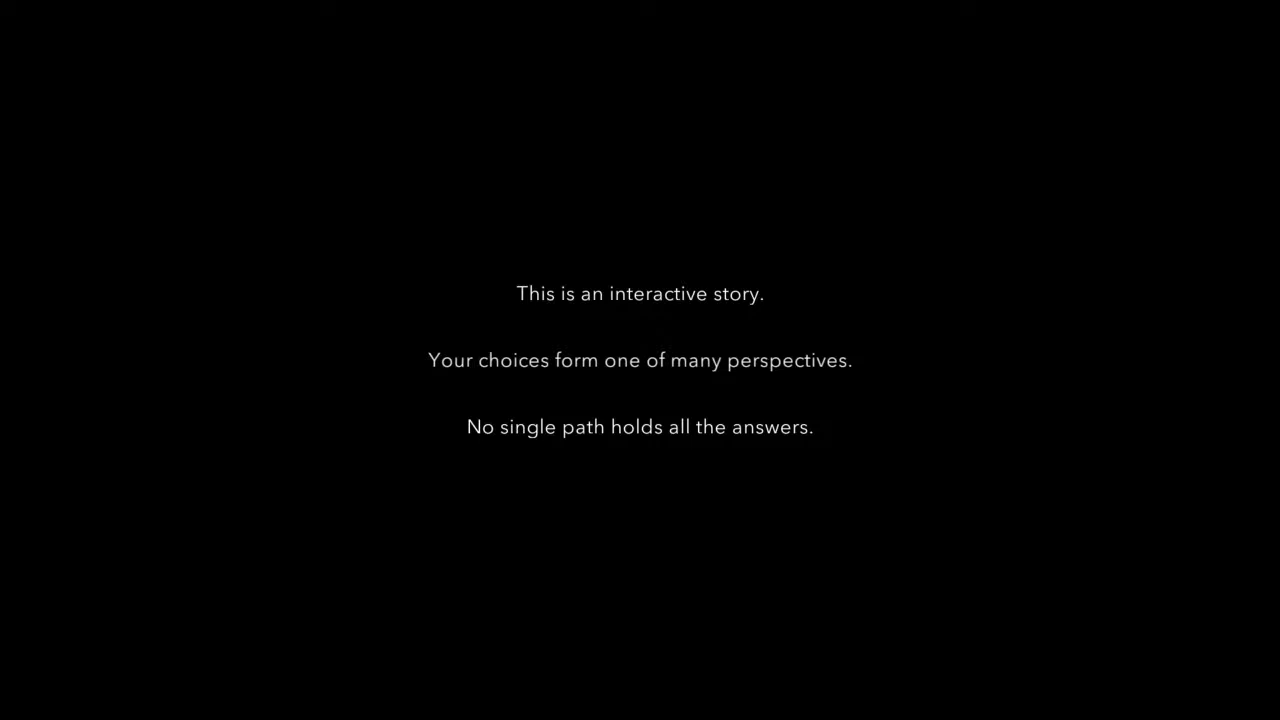 This is an interactive story.
Your choices form one of many perspectives.
No single path holds all the answers.